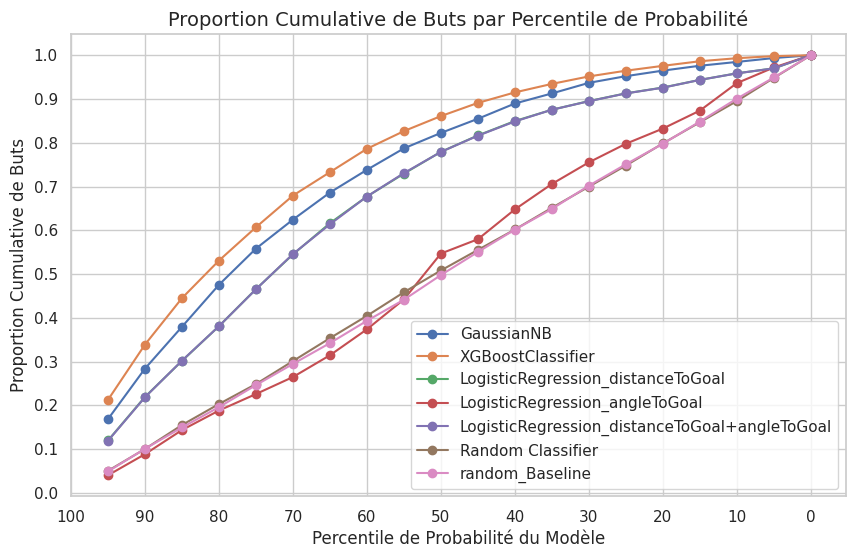 Proportion Cumulative de Buts par Percentile de Probabilité
Proportion Cumulative de Buts
1.0
0.9
0.8
0.7
0.6
0.5
0.4
0.3
0.2
0.1
0.0
GaussianNB
XGBoostClassifier
LogisticRegression_distanceToGoal
LogisticRegression_angleToGoal
LogisticRegression_distanceToGoal+angleToGoal
Random Classifier
random_Baseline
100 90 80 70 60 50 40 30 20 10 0
Percentile de Probabilité du Modèle